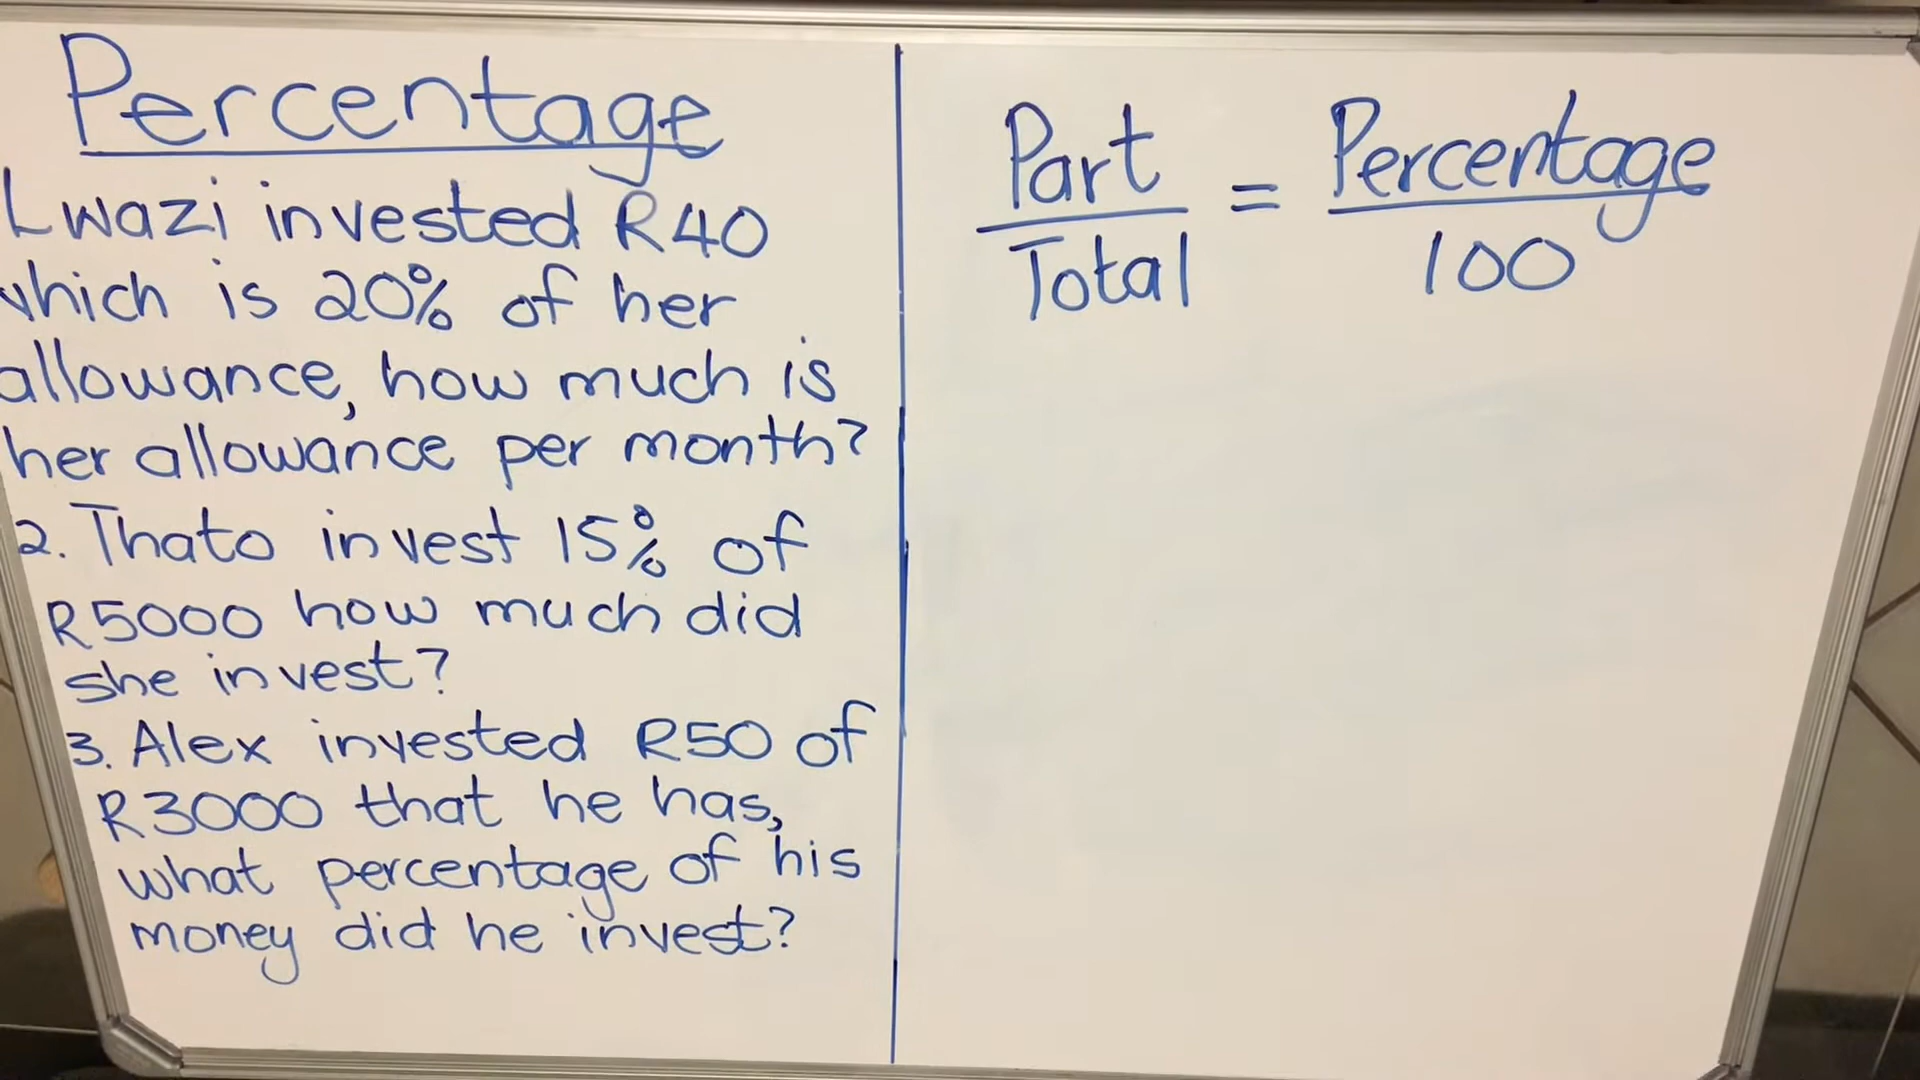 Percentage
Lwazi invested R40
which is 20% of her
allowance, how much is
her allowance per month?
2. Thato invest 15% of
R5000 how much did
she invest?
3. Alex invested R50 of
R3000 that he has,
what percentage of his
money did he invest?
Part = Percentage
Total 100